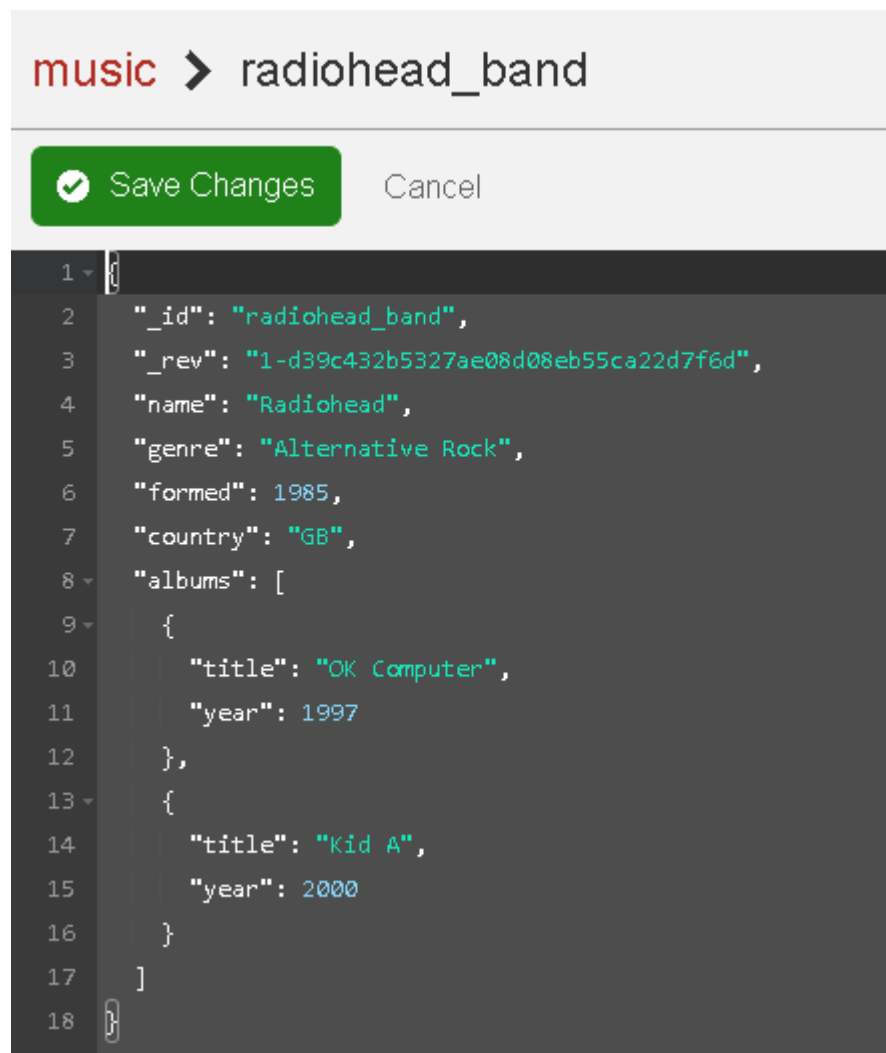 music > radiohead_band
Save Changes Cancel
1 {
2 "_id": "radiohead_band",
3 "_rev": "1-d39c432b5327ae08d08eb55ca22d7f6d",
4 "name": "Radiohead",
5 "genre": "Alternative Rock",
6 "formed": 1985,
7 "country": "GB",
8 "albums": [
9 {
10 "title": "OK Computer",
11 "year": 1997
12 },
13 {
14 "title": "Kid A",
15 "year": 2000
16 }
17 ]
18 }